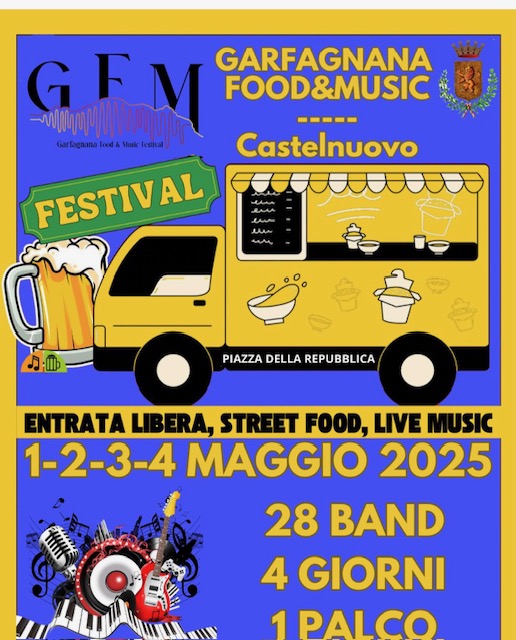 GFM
Garfagnana Food & Music Festival
GARFAGNANA
FOOD&MUSIC
-----
Castelnuovo
FESTIVAL
PIAZZA DELLA REPUBBLICA
ENTRATA LIBERA, STREET FOOD, LIVE MUSIC
1-2-3-4 MAGGIO 2025
28 BAND
4 GIORNI
1 PALCO